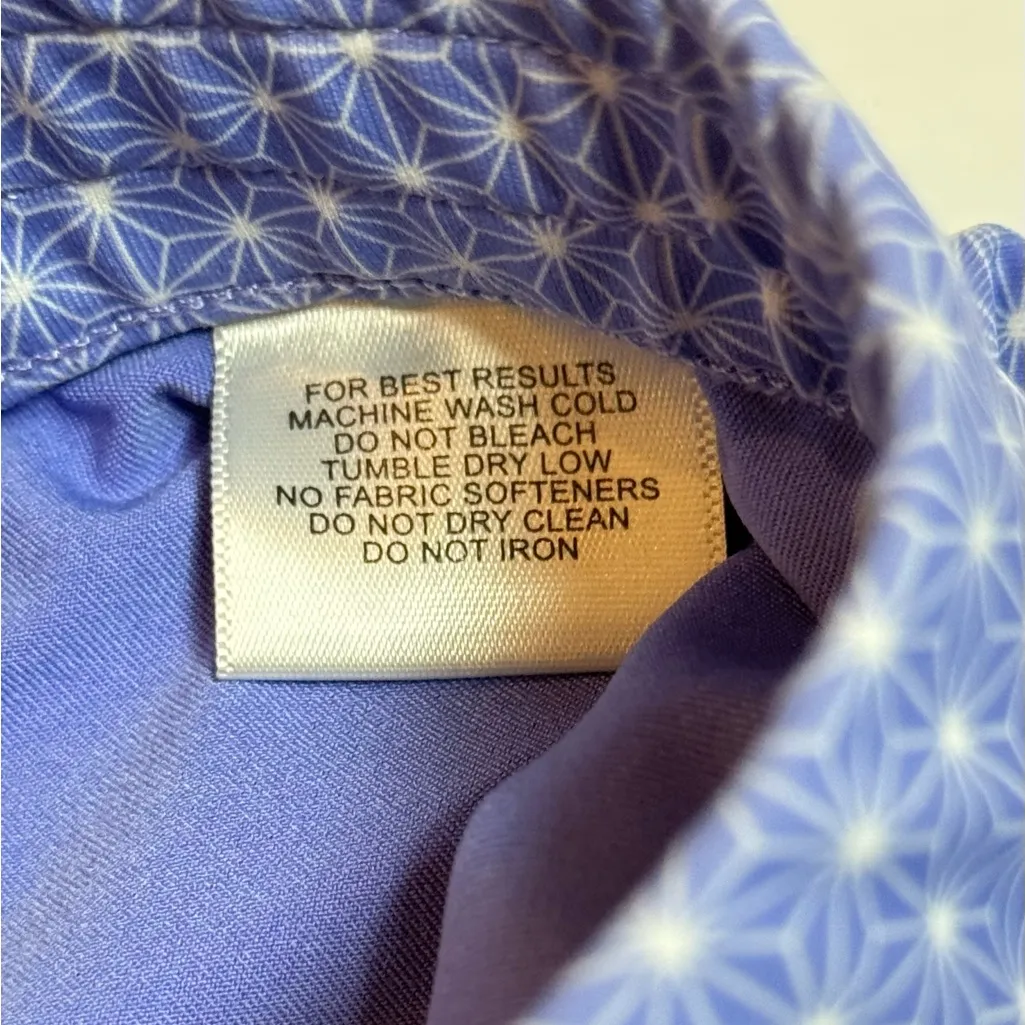 FOR BEST RESULTS
MACHINE WASH COLD
DO NOT BLEACH
TUMBLE DRY LOW
NO FABRIC SOFTENERS
DO NOT DRY CLEAN
DO NOT IRON